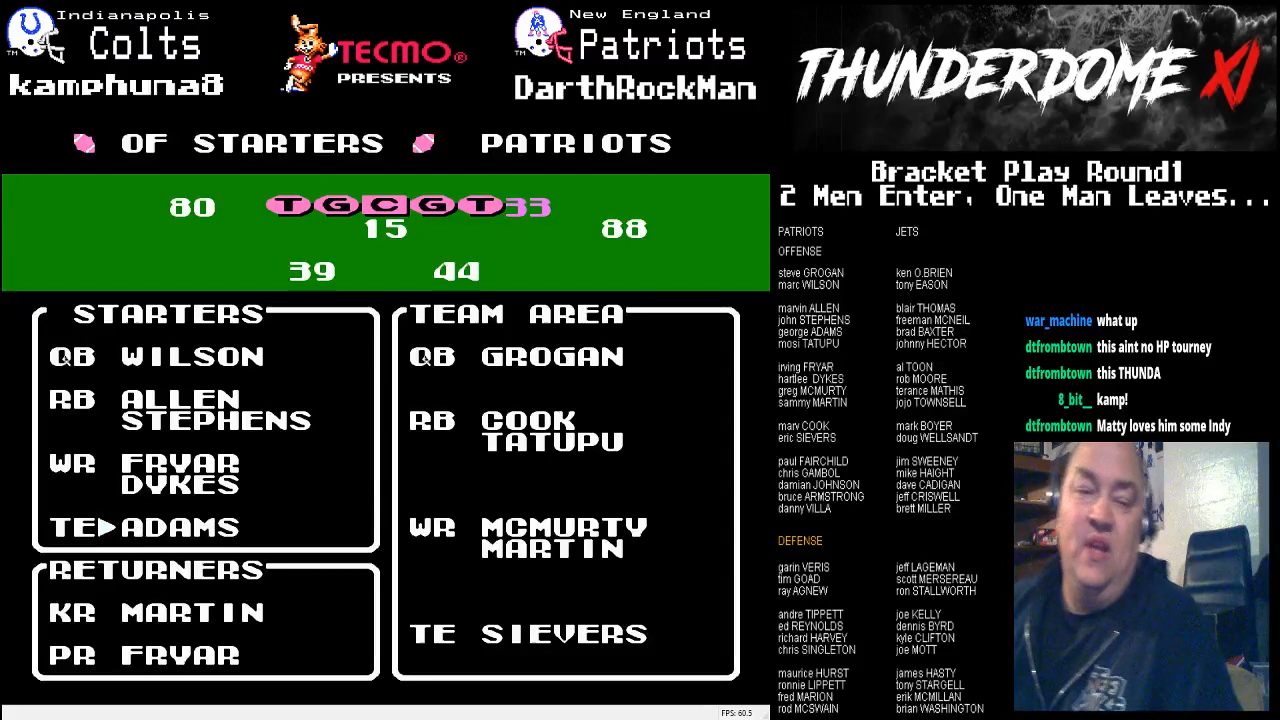 Indianapolis
Colts
kamphuna8
TECMO®
PRESENTS
New England
Patriots
DarthRockMan
THUNDERDOME XI
Bracket Play Round1
2 Men Enter, One Man Leaves...
OF STARTERS PATRIOTS
80 T G C G T 33
15 88
39 44
STARTERS
QB WILSON
RB ALLEN
STEPHENS
WR FRYAR
DYKES
TE ADAMS
RETURNERS
KR MARTIN
PR FRYAR
TEAM AREA
QB GROGAN
RB COOK
TATUPU
WR MCMURTY
MARTIN
TE SIEVERS
FPS: 60.5
PATRIOTS JETS
OFFENSE
steve GROGAN ken O.BRIEN
marc WILSON tony EASON
marvin ALLEN blair THOMAS
john STEPHENS freeman MCNEIL
george ADAMS brad BAXTER
mosi TATUPU johnny HECTOR
irving FRYAR al TOON
hartlee DYKES rob MOORE
greg MCMURTY terance MATHIS
sammy MARTIN jojo TOWNSELL
marv COOK mark BOYER
eric SIEVERS doug WELLSANDT
paul FAIRCHILD jim SWEENEY
chris GAMBOL mike HAIGHT
damian JOHNSON dave CADIGAN
bruce ARMSTRONG jeff CRISWELL
danny VILLA brett MILLER
DEFENSE
garin VERIS jeff LAGEMAN
tim GOAD scott MERSEREAU
ray AGNEW ron STALLWORTH
andre TIPPETT joe KELLY
ed REYNOLDS dennis BYRD
richard HARVEY kyle CLIFTON
chris SINGLETON joe MOTT
maurice HURST james HASTY
ronnie LIPPETT tony STARGELL
fred MARION erik MCMILLAN
rod MCSWAIN brian WASHINGTON
war_machine what up
dtfrombtown this aint no HP tourney
dtfrombtown this THUNDA
8_bit__ kamp!
dtfrombtown Matty loves him some Indy